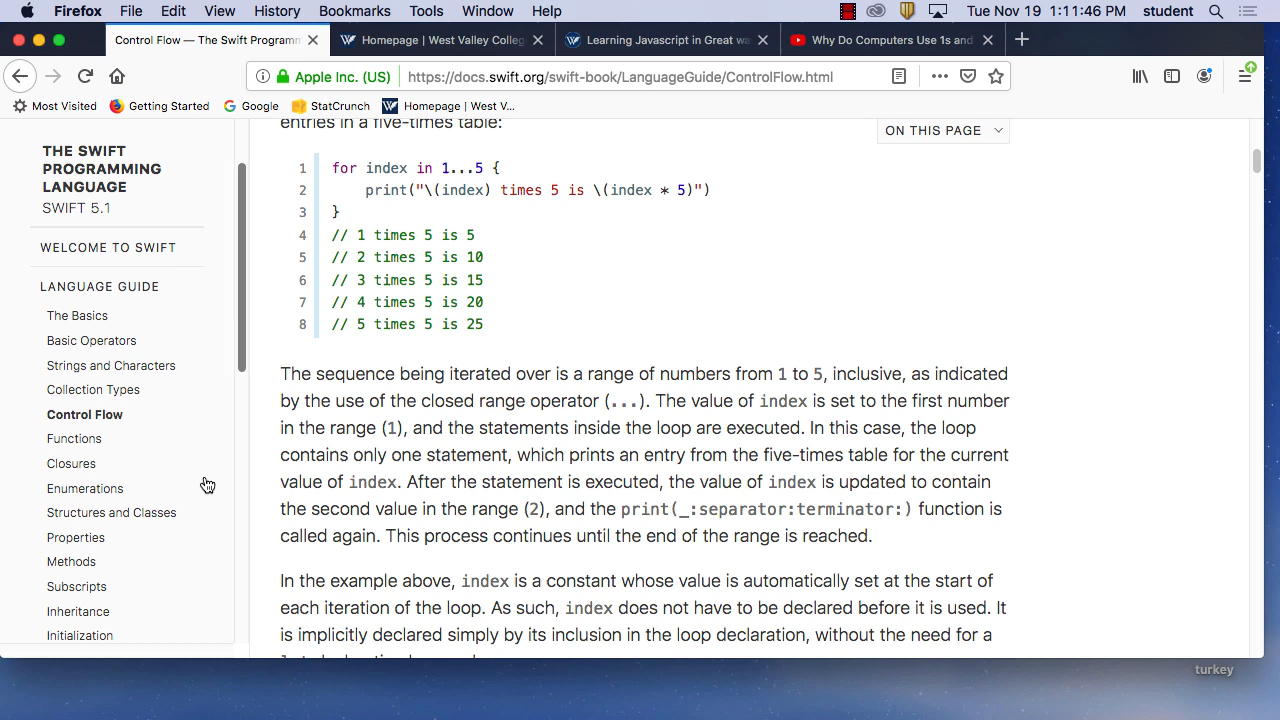 Firefox File Edit View History Bookmarks Tools Window Help Tue Nov 19 1:11:46 PM student
Control Flow — The Swift Programm Homepage | West Valley Colleg Learning Javascript in Great wa Why Do Computers Use 1s and
Apple Inc. (US) https://docs.swift.org/swift-book/LanguageGuide/ControlFlow.html
Most Visited Getting Started Google StatCrunch Homepage | West V...
THE SWIFT
PROGRAMMING
LANGUAGE
SWIFT 5.1
WELCOME TO SWIFT
LANGUAGE GUIDE
The Basics
Basic Operators
Strings and Characters
Collection Types
Control Flow
Functions
Closures
Enumerations
Structures and Classes
Properties
Methods
Subscripts
Inheritance
Initialization
entries in a five-times table:
ON THIS PAGE
1 for index in 1...5 {
2 print("\(index) times 5 is \(index * 5)")
3 }
4 // 1 times 5 is 5
5 // 2 times 5 is 10
6 // 3 times 5 is 15
7 // 4 times 5 is 20
8 // 5 times 5 is 25
The sequence being iterated over is a range of numbers from 1 to 5, inclusive, as indicated
by the use of the closed range operator (...). The value of index is set to the first number
in the range (1), and the statements inside the loop are executed. In this case, the loop
contains only one statement, which prints an entry from the five-times table for the current
value of index. After the statement is executed, the value of index is updated to contain
the second value in the range (2), and the print(_:separator:terminator:) function is
called again. This process continues until the end of the range is reached.
In the example above, index is a constant whose value is automatically set at the start of
each iteration of the loop. As such, index does not have to be declared before it is used. It
is implicitly declared simply by its inclusion in the loop declaration, without the need for a
turkey